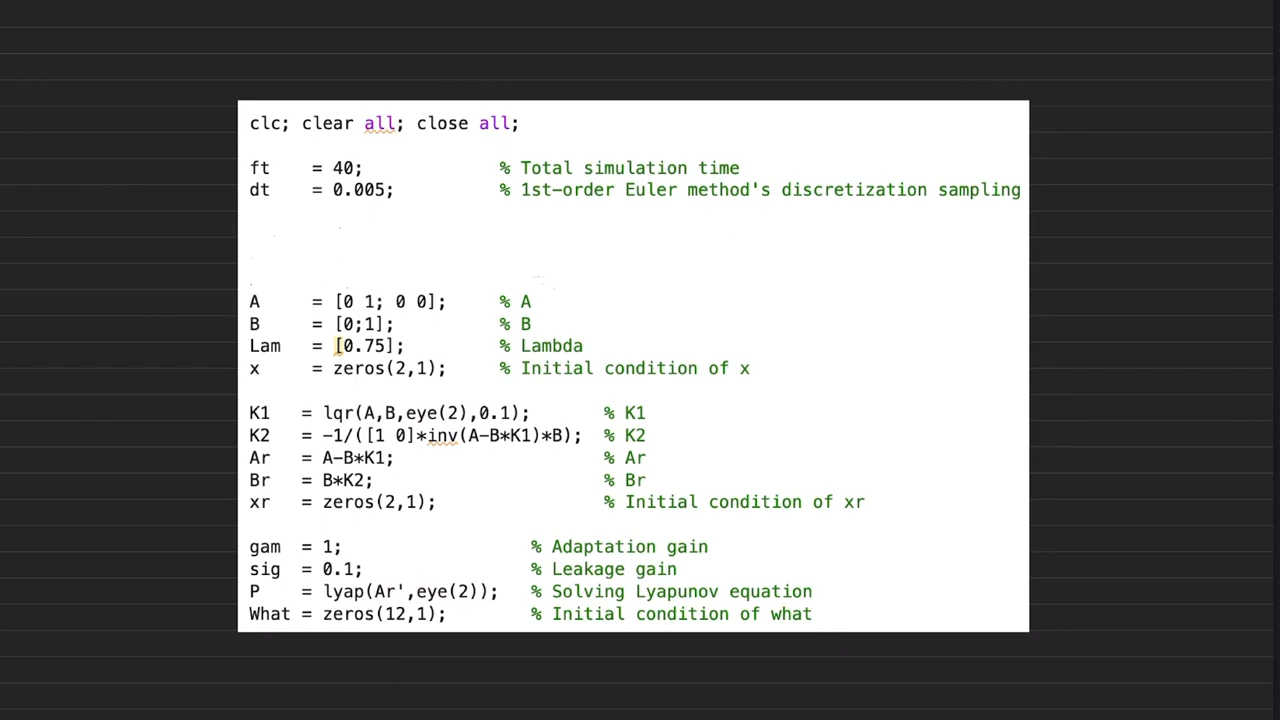 clc; clear all; close all;
ft = 40; % Total simulation time
dt = 0.005; % 1st-order Euler method's discretization sampling
A = [0 1; 0 0]; % A
B = [0;1]; % B
Lam = [0.75]; % Lambda
x = zeros(2,1); % Initial condition of x
K1 = lqr(A,B,eye(2),0.1); % K1
K2 = -1/([1 0]*inv(A-B*K1)*B); % K2
Ar = A-B*K1; % Ar
Br = B*K2; % Br
xr = zeros(2,1); % Initial condition of xr
gam = 1; % Adaptation gain
sig = 0.1; % Leakage gain
P = lyap(Ar',eye(2)); % Solving Lyapunov equation
What = zeros(12,1); % Initial condition of what